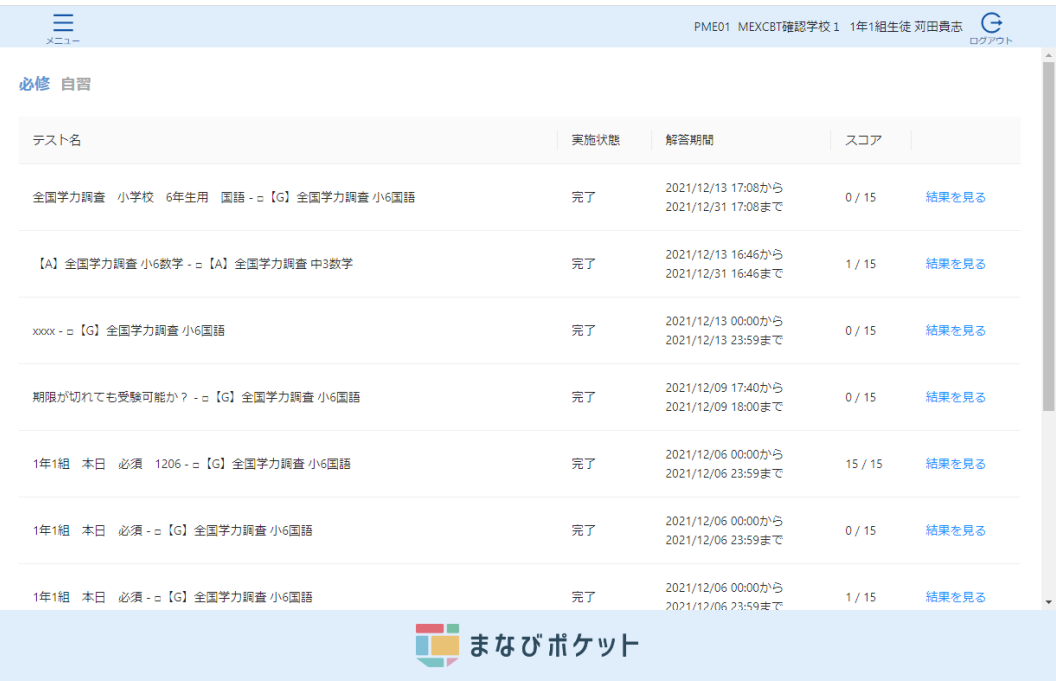 メニュー
PME01 MEXCBT確認学校１ 1年1組生徒 苅田貴志
ログアウト
必修 自習
テスト名 実施状態 解答期間 スコア
全国学力調査　小学校　6年生用　国語 - □【G】全国学力調査 小6国語 完了 2021/12/13 17:08から 0 / 15 結果を見る
2021/12/31 17:08まで
【A】全国学力調査 小6数学 - □【A】全国学力調査 中3数学 完了 2021/12/13 16:46から 1 / 15 結果を見る
2021/12/31 16:46まで
xxxx - □【G】全国学力調査 小6国語 完了 2021/12/13 00:00から 0 / 15 結果を見る
2021/12/13 23:59まで
期限が切れても受験可能か？ - □【G】全国学力調査 小6国語 完了 2021/12/09 17:40から 0 / 15 結果を見る
2021/12/09 18:00まで
1年1組　本日　必須　1206 - □【G】全国学力調査 小6国語 完了 2021/12/06 00:00から 15 / 15 結果を見る
2021/12/06 23:59まで
1年1組　本日　必須 - □【G】全国学力調査 小6国語 完了 2021/12/06 00:00から 0 / 15 結果を見る
2021/12/06 23:59まで
1年1組　本日　必須 - □【G】全国学力調査 小6国語 完了 2021/12/06 00:00から 1 / 15 結果を見る
2021/12/06 23:59まで
まなびポケット